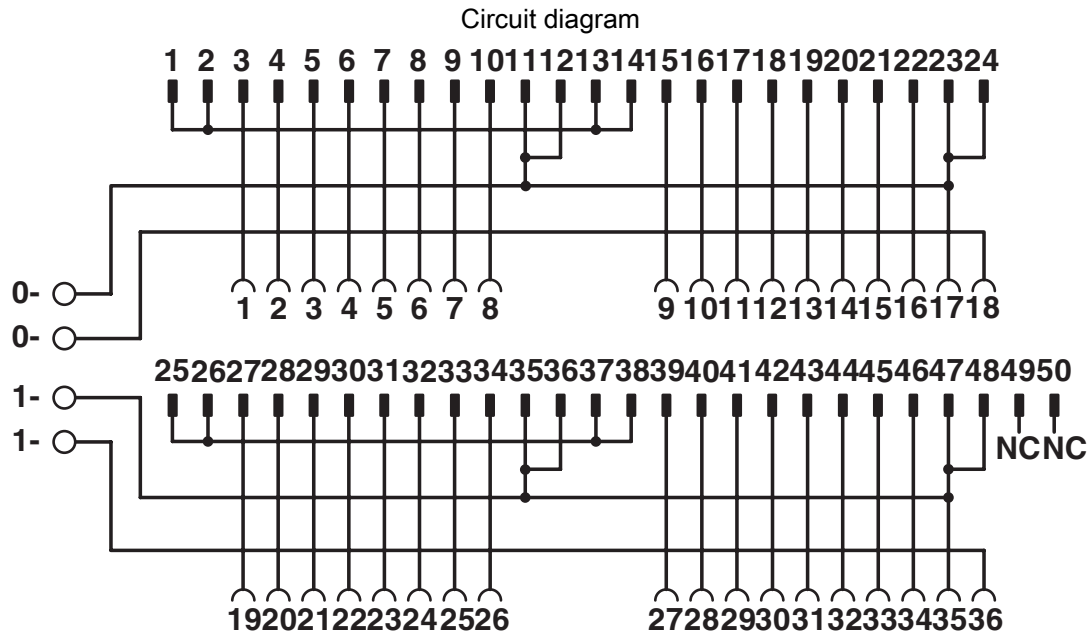 Circuit diagram
1 2 3 4 5 6 7 8 9 10 11 12 13 14 15 16 17 18 19 20 21 22 23 24
0-
1 2 3 4 5 6 7 8 9 10 11 12 13 14 15 16 17 18
0-
25 26 27 28 29 30 31 32 33 34 35 36 37 38 39 40 41 42 43 44 45 46 47 48 49 50
1-
1-
NC NC
19 20 21 22 23 24 25 26 27 28 29 30 31 32 33 34 35 36